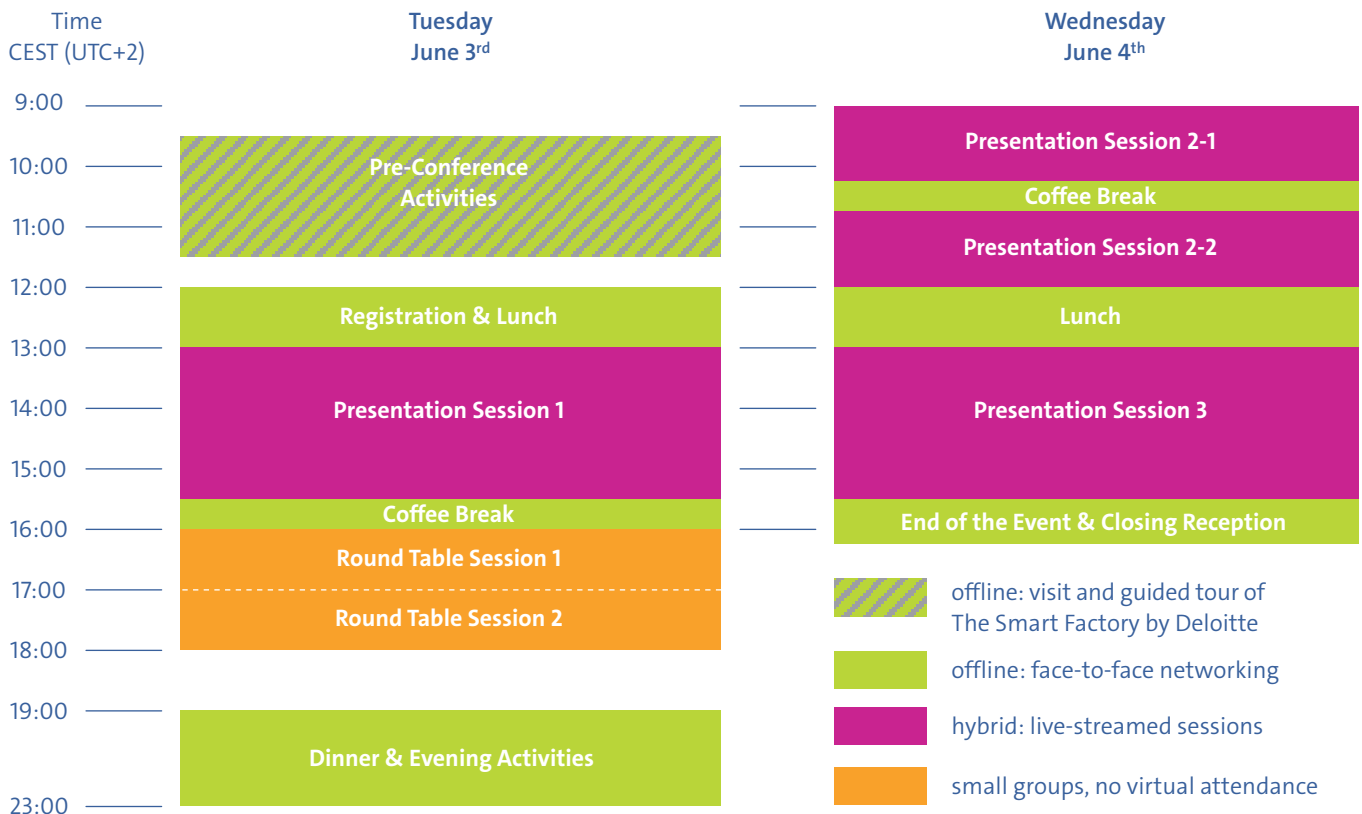 Time
CEST (UTC+2)
Tuesday
June 3rd
Wednesday
June 4th
9:00
10:00
11:00
12:00
13:00
14:00
15:00
16:00
17:00
18:00
19:00
23:00
Pre-Conference
Activities
Registration & Lunch
Presentation Session 1
Coffee Break
Round Table Session 1
Round Table Session 2
Dinner & Evening Activities
Presentation Session 2-1
Coffee Break
Presentation Session 2-2
Lunch
Presentation Session 3
End of the Event & Closing Reception
offline: visit and guided tour of
The Smart Factory by Deloitte
offline: face-to-face networking
hybrid: live-streamed sessions
small groups, no virtual attendance